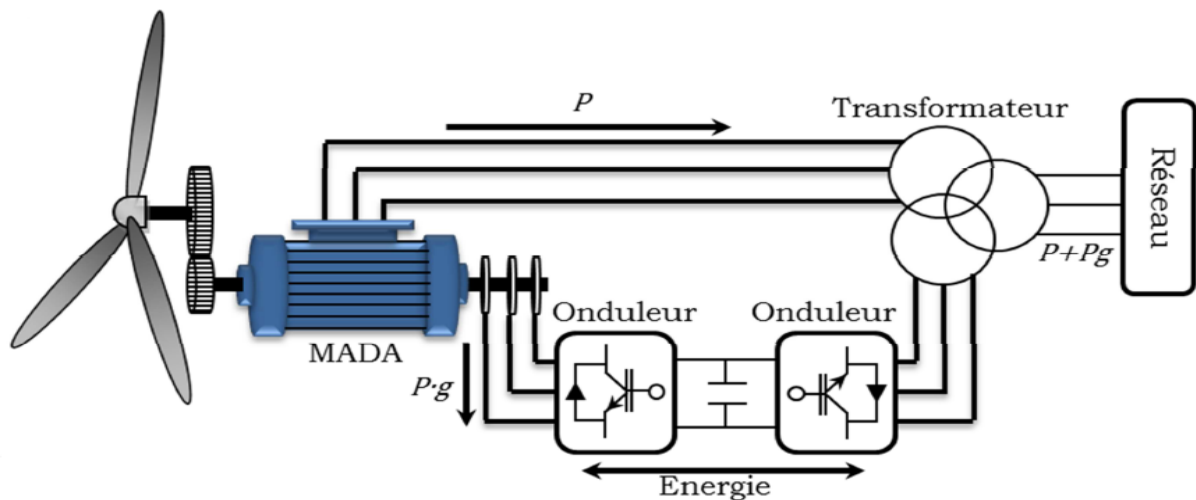 P
Transformateur
Réseau
P+Pg
Onduleur
Onduleur
MADA
P·g
Energie